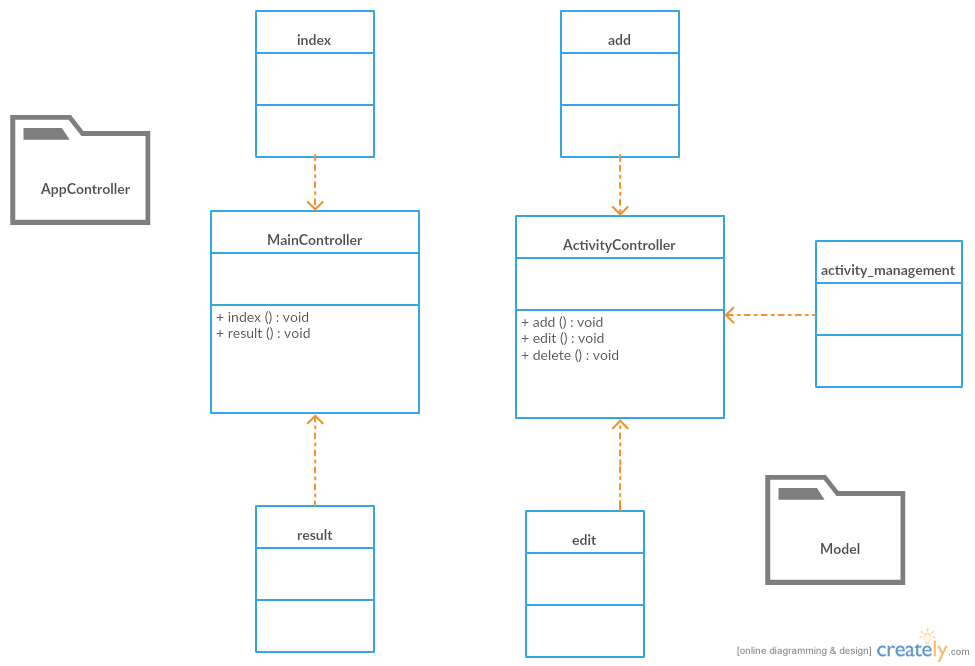 index
add
AppController
MainController
+ index () : void
+ result () : void
ActivityController
+ add () : void
+ edit () : void
+ delete () : void
activity_management
result
edit
Model
[online diagramming & design] creately.com